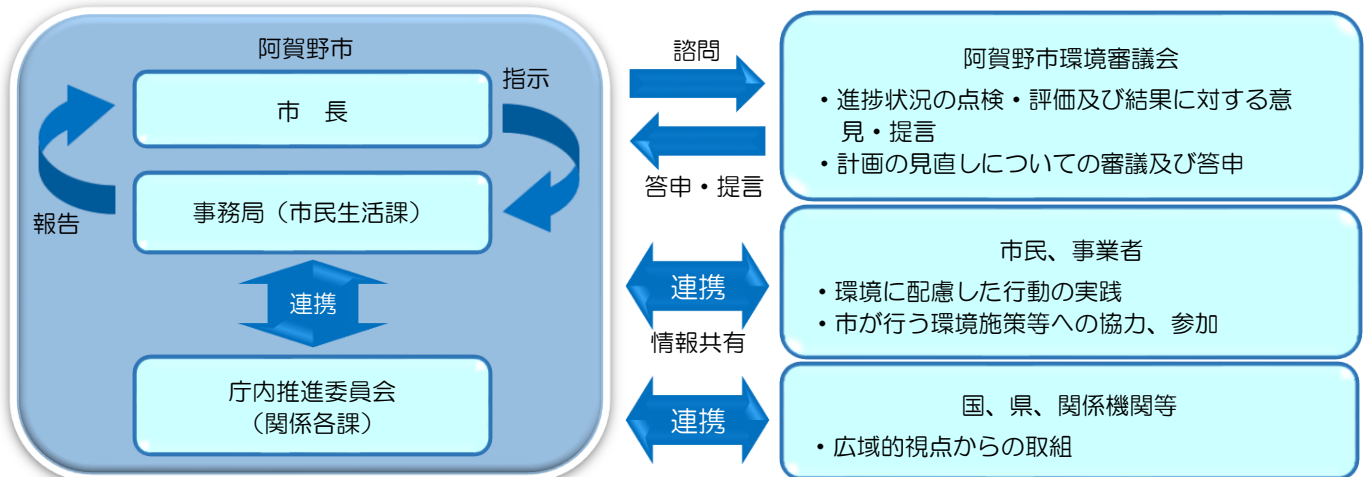 阿賀野市
指示
市　長
事務局（市民生活課）
報告
連携
庁内推進委員会
（関係各課）
諮問
答申・提言
連携
情報共有
連携
阿賀野市環境審議会
・進捗状況の点検・評価及び結果に対する意
見・提言
・計画の見直しについての審議及び答申
市民、事業者
・環境に配慮した行動の実践
・市が行う環境施策等への協力、参加
国、県、関係機関等
・広域的視点からの取組